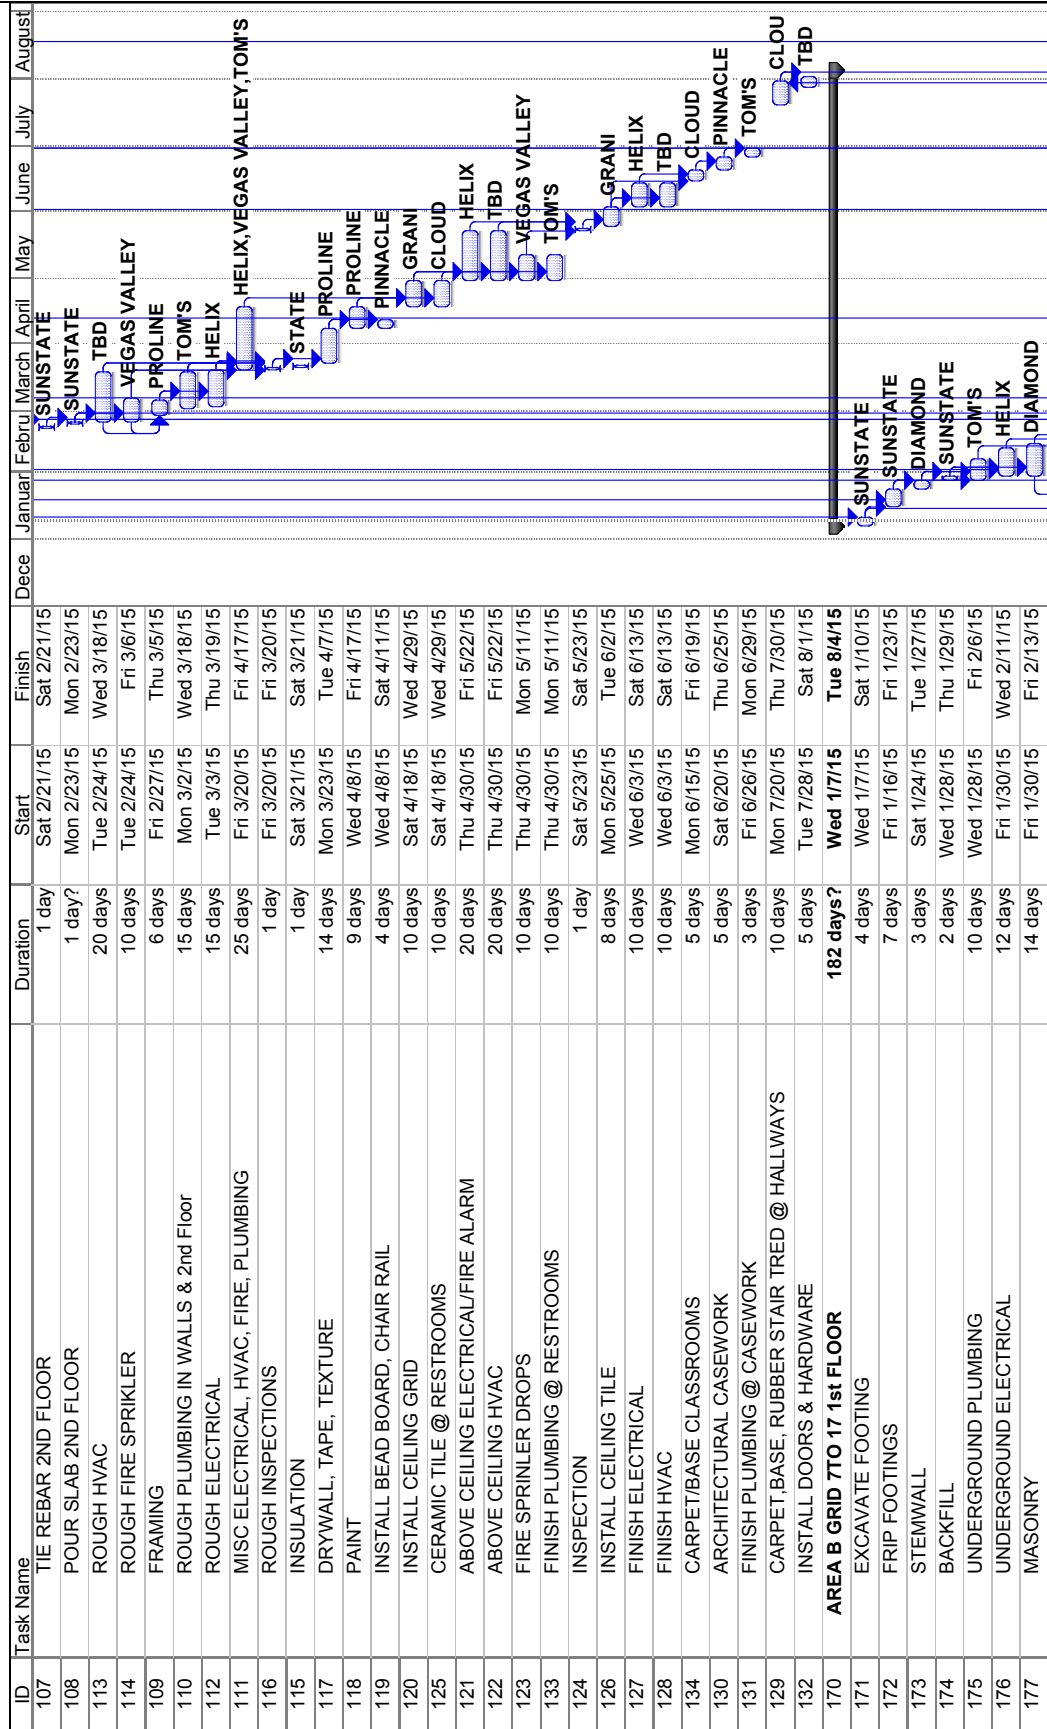 ID Task Name Duration Start Finish Dece Januar Febru March April May June July August
107 TIE REBAR 2ND FLOOR 1 day Sat 2/21/15 Sat 2/21/15 SUNSTATE
108 POUR SLAB 2ND FLOOR 1 day? Mon 2/23/15 Mon 2/23/15 SUNSTATE
113 ROUGH HVAC 20 days Tue 2/24/15 Wed 3/18/15 TBD
114 ROUGH FIRE SPRIKLER 10 days Tue 2/24/15 Fri 3/6/15 VEGAS VALLEY
109 FRAMING 6 days Fri 2/27/15 Thu 3/5/15 PROLINE
110 ROUGH PLUMBING IN WALLS & 2nd Floor 15 days Mon 3/2/15 Wed 3/18/15 TOM'S
112 ROUGH ELECTRICAL 15 days Tue 3/3/15 Thu 3/19/15 HELIX
111 MISC ELECTRICAL, HVAC, FIRE, PLUMBING 25 days Fri 3/20/15 Fri 4/17/15 HELIX,VEGAS VALLEY,TOM'S
116 ROUGH INSPECTIONS 1 day Fri 3/20/15 Fri 3/20/15
115 INSULATION 1 day Sat 3/21/15 Sat 3/21/15 STATE
117 DRYWALL, TAPE, TEXTURE 14 days Mon 3/23/15 Tue 4/7/15 PROLINE
118 PAINT 9 days Wed 4/8/15 Fri 4/17/15 PROLINE
119 INSTALL BEAD BOARD, CHAIR RAIL 4 days Wed 4/8/15 Sat 4/11/15 PINNACLE
120 INSTALL CEILING GRID 10 days Sat 4/18/15 Wed 4/29/15 GRANI
125 CERAMIC TILE @ RESTROOMS 10 days Sat 4/18/15 Wed 4/29/15 CLOUD
121 ABOVE CEILING ELECTRICAL/FIRE ALARM 20 days Thu 4/30/15 Fri 5/22/15 HELIX
122 ABOVE CEILING HVAC 20 days Thu 4/30/15 Fri 5/22/15 TBD
123 FIRE SPRINLER DROPS 10 days Thu 4/30/15 Mon 5/11/15 VEGAS VALLEY
133 FINISH PLUMBING @ RESTROOMS 10 days Thu 4/30/15 Mon 5/11/15 TOM'S
124 INSPECTION 1 day Sat 5/23/15 Sat 5/23/15
126 INSTALL CEILING TILE 8 days Mon 5/25/15 Tue 6/2/15 GRANI
127 FINISH ELECTRICAL 10 days Wed 6/3/15 Sat 6/13/15 HELIX
128 FINISH HVAC 10 days Wed 6/3/15 Sat 6/13/15 TBD
134 CARPET/BASE CLASSROOMS 5 days Mon 6/15/15 Fri 6/19/15 CLOUD
130 ARCHITECTURAL CASEWORK 5 days Sat 6/20/15 Thu 6/25/15 PINNACLE
131 FINISH PLUMBING @ CASEWORK 3 days Fri 6/26/15 Mon 6/29/15 TOM'S
129 CARPET,BASE, RUBBER STAIR TRED @ HALLWAYS 10 days Mon 7/20/15 Thu 7/30/15 CLOU
132 INSTALL DOORS & HARDWARE 5 days Tue 7/28/15 Sat 8/1/15 TBD
170 AREA B GRID 7TO 17 1st FLOOR 182 days? Wed 1/7/15 Tue 8/4/15
171 EXCAVATE FOOTING 4 days Wed 1/7/15 Sat 1/10/15 SUNSTATE
172 FRIP FOOTINGS 7 days Fri 1/16/15 Fri 1/23/15 SUNSTATE
173 STEMWALL 3 days Sat 1/24/15 Tue 1/27/15 DIAMOND
174 BACKFILL 2 days Wed 1/28/15 Thu 1/29/15 SUNSTATE
175 UNDERGROUND PLUMBING 10 days Wed 1/28/15 Fri 2/6/15 TOM'S
176 UNDERGROUND ELECTRICAL 12 days Fri 1/30/15 Wed 2/11/15 HELIX
177 MASONRY 14 days Fri 1/30/15 Fri 2/13/15 DIAMOND